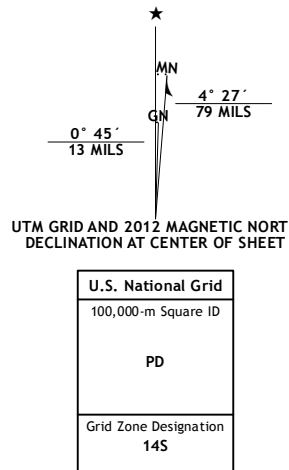 ★
MN
GN
4° 27´
79 MILS
0° 45´
13 MILS
UTM GRID AND 2012 MAGNETIC NORT
DECLINATION AT CENTER OF SHEET
U.S. National Grid
100,000-m Square ID
PD
Grid Zone Designation
14S